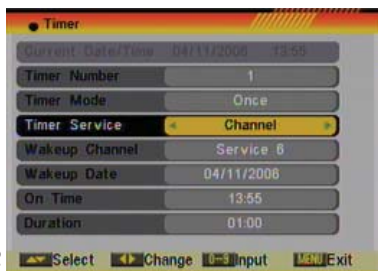 Timer
Current Date/Time 04/11/2006 13:55
Timer Number 1
Timer Mode Once
Timer Service Channel
Wakeup Channel Service 6
Wakeup Date 04/11/2006
On Time 13:55
Duration 01:00
Select Change 0-9 Input MENU Exit